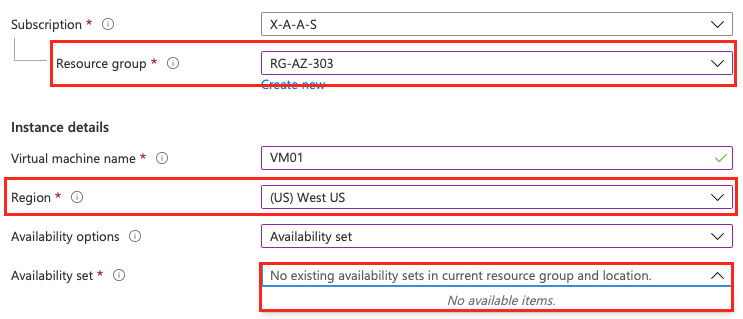 Subscription * X-A-A-S
Resource group * RG-AZ-303
Create new
Instance details
Virtual machine name * VM01
Region * (US) West US
Availability options Availability set
Availability set * No existing availability sets in current resource group and location.
No available items.